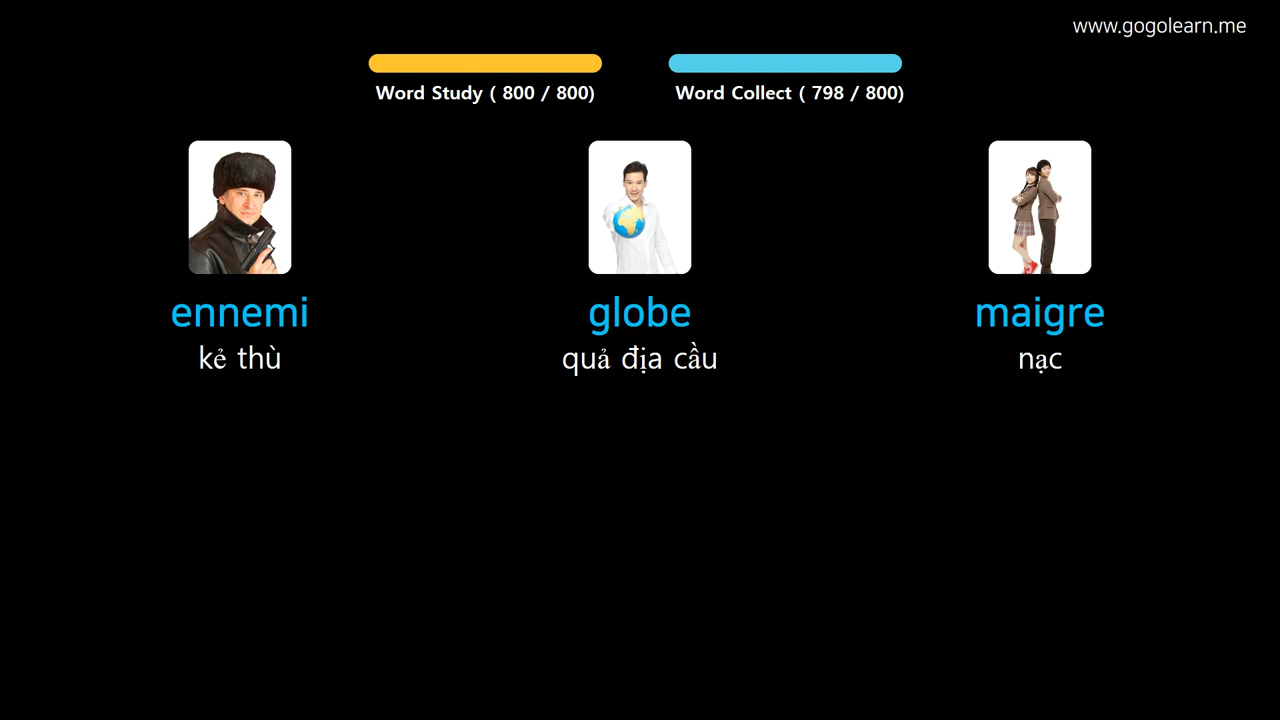 www.gogolearn.me
Word Study ( 800 / 800)
Word Collect ( 798 / 800)
ennemi
kẻ thù
globe
quả địa cầu
maigre
nạc